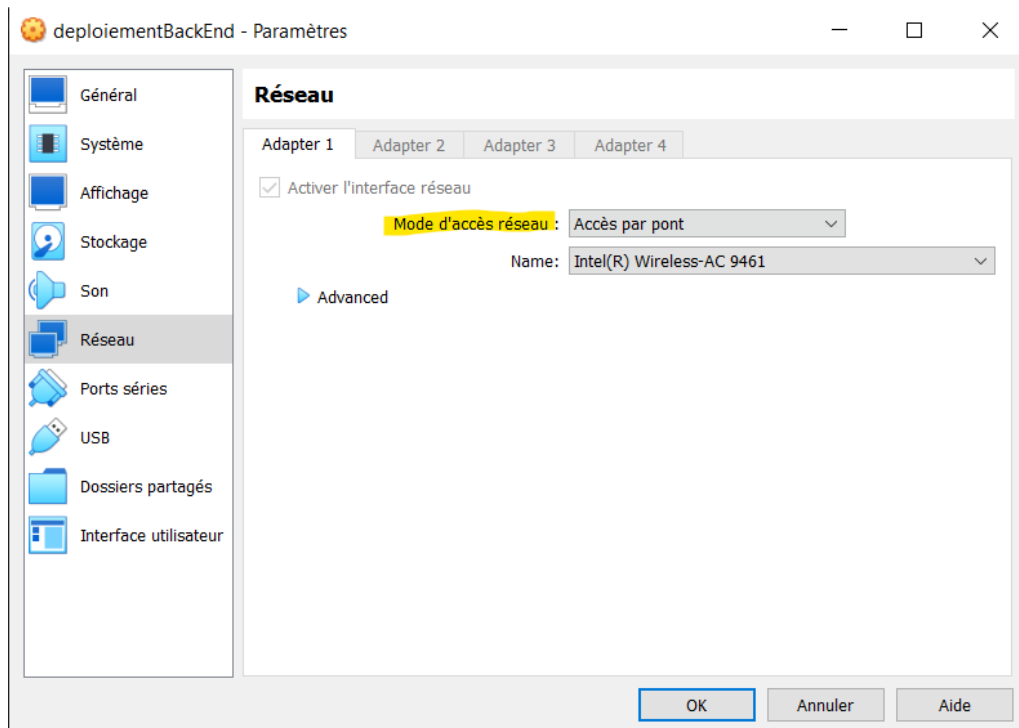 deploiementBackEnd - Paramètres
Général
Système
Affichage
Stockage
Son
Réseau
Ports séries
USB
Dossiers partagés
Interface utilisateur
Réseau
Adapter 1 Adapter 2 Adapter 3 Adapter 4
Activer l'interface réseau
Mode d'accès réseau : Accès par pont
Name: Intel(R) Wireless-AC 9461
Advanced
OK Annuler Aide